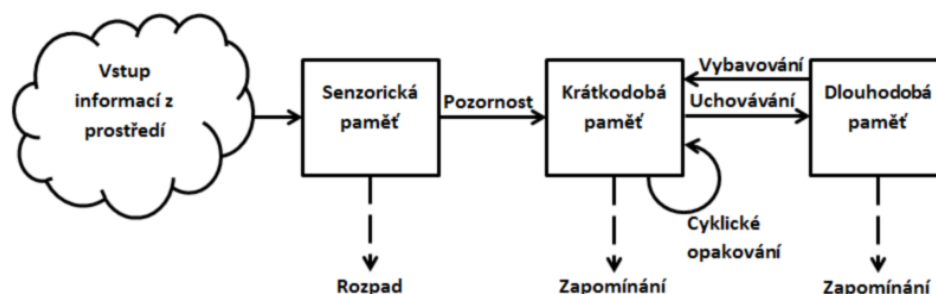 Vstup
informací z
prostředí
Senzorická
paměť
Pozornost
Krátkodobá
paměť
Vybavování
Uchovávání
Dlouhodobá
paměť
Cyklické
opakování
Rozpad
Zapomínání
Zapomínání